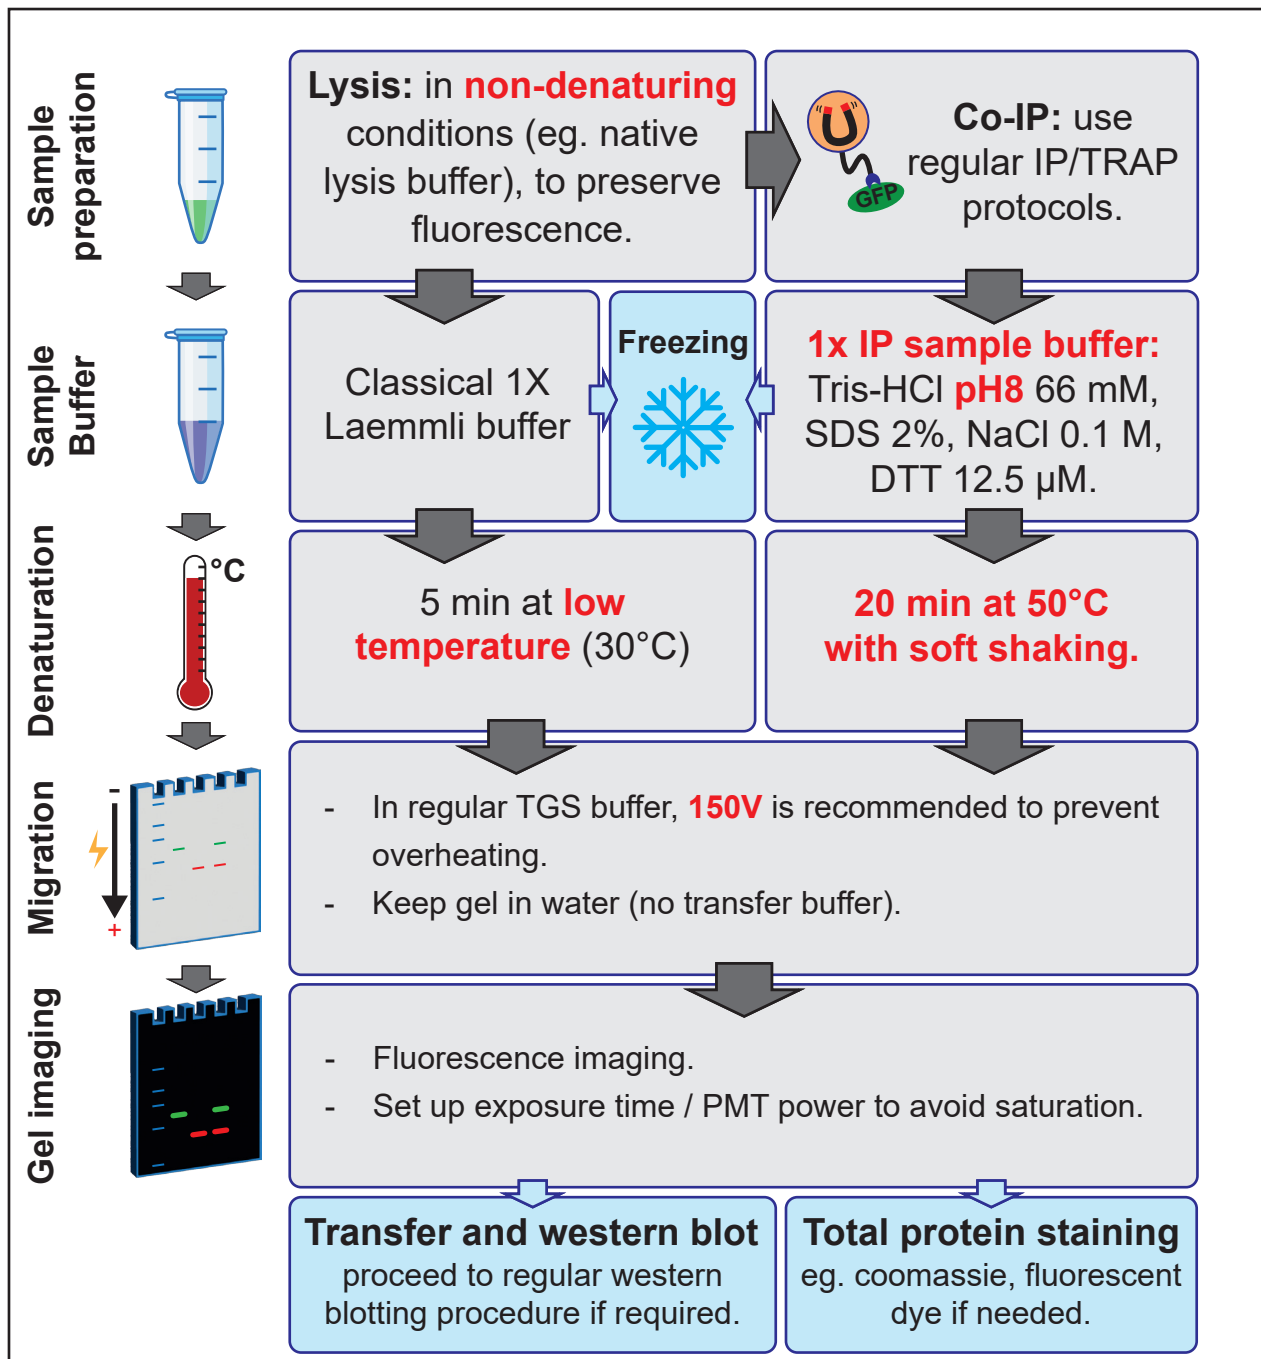 Sample
preparation
Lysis: in non-denaturing
conditions (eg. native
lysis buffer), to preserve
fluorescence.
GFP
Co-IP: use
regular IP/TRAP
protocols.
Sample
Buffer
Classical 1X
Laemmli buffer
Freezing
1x IP sample buffer:
Tris-HCl pH8 66 mM,
SDS 2%, NaCl 0.1 M,
DTT 12.5 µM.
Denaturation
°C
5 min at low
temperature (30°C)
20 min at 50°C
with soft shaking.
Migration
-
+
- In regular TGS buffer, 150V is recommended to prevent
overheating.
- Keep gel in water (no transfer buffer).
Gel imaging
- Fluorescence imaging.
- Set up exposure time / PMT power to avoid saturation.
Transfer and western blot
proceed to regular western
blotting procedure if required.
Total protein staining
eg. coomassie, fluorescent
dye if needed.